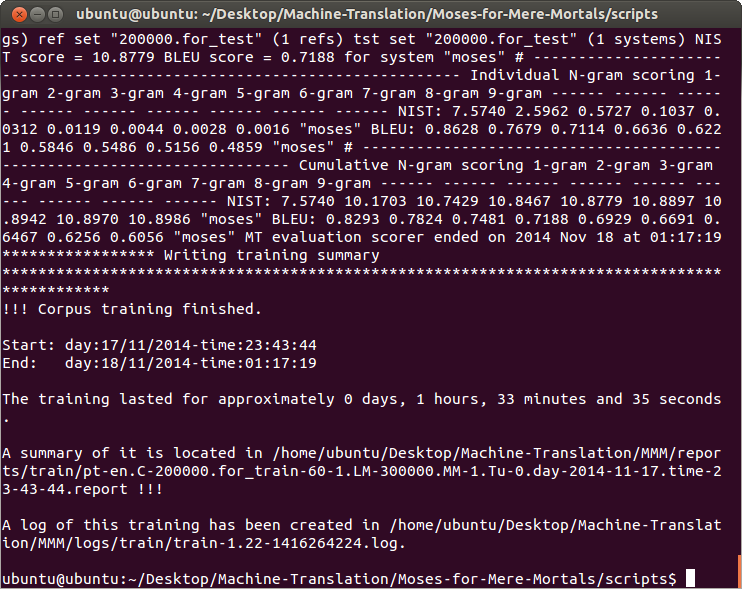 ubuntu@ubuntu: ~/Desktop/Machine-Translation/Moses-for-Mere-Mortals/scripts
gs) ref set "200000.for_test" (1 refs) tst set "200000.for_test" (1 systems) NIS
T score = 10.8779 BLEU score = 0.7188 for system "moses" # ---------------------
--------------------------------------------------- Individual N-gram scoring 1-
gram 2-gram 3-gram 4-gram 5-gram 6-gram 7-gram 8-gram 9-gram ------ ------ -----
- ------ ------ ------ ------ ------ ------ NIST: 7.5740 2.5962 0.5727 0.1037 0.
0312 0.0119 0.0044 0.0028 0.0016 "moses" BLEU: 0.8628 0.7679 0.7114 0.6636 0.622
1 0.5846 0.5486 0.5156 0.4859 "moses" # ----------------------------------------
-------------------------------- Cumulative N-gram scoring 1-gram 2-gram 3-gram
4-gram 5-gram 6-gram 7-gram 8-gram 9-gram ------------- ------ ------ ------ ---
--- ------ ------ ------ NIST: 7.5740 10.1703 10.7429 10.8467 10.8779 10.8897 10
.8942 10.8970 10.8986 "moses" BLEU: 0.8293 0.7824 0.7481 0.7188 0.6929 0.6691 0.
6467 0.6256 0.6056 "moses" MT evaluation scorer ended on 2014 Nov 18 at 01:17:19
***************** Writing training summary
********************************************************************************
************
!!! Corpus training finished.
Start: day:17/11/2014-time:23:43:44
End:   day:18/11/2014-time:01:17:19
The training lasted for approximately 0 days, 1 hours, 33 minutes and 35 seconds
.
A summary of it is located in /home/ubuntu/Desktop/Machine-Translation/MMM/repor
ts/train/pt-en.C-200000.for_train-60-1.LM-300000.MM-1.Tu-0.day-2014-11-17.time-2
3-43-44.report !!!
A log of this training has been created in /home/ubuntu/Desktop/Machine-Translat
ion/MMM/logs/train/train-1.22-1416264224.log.
ubuntu@ubuntu:~/Desktop/Machine-Translation/Moses-for-Mere-Mortals/scripts$